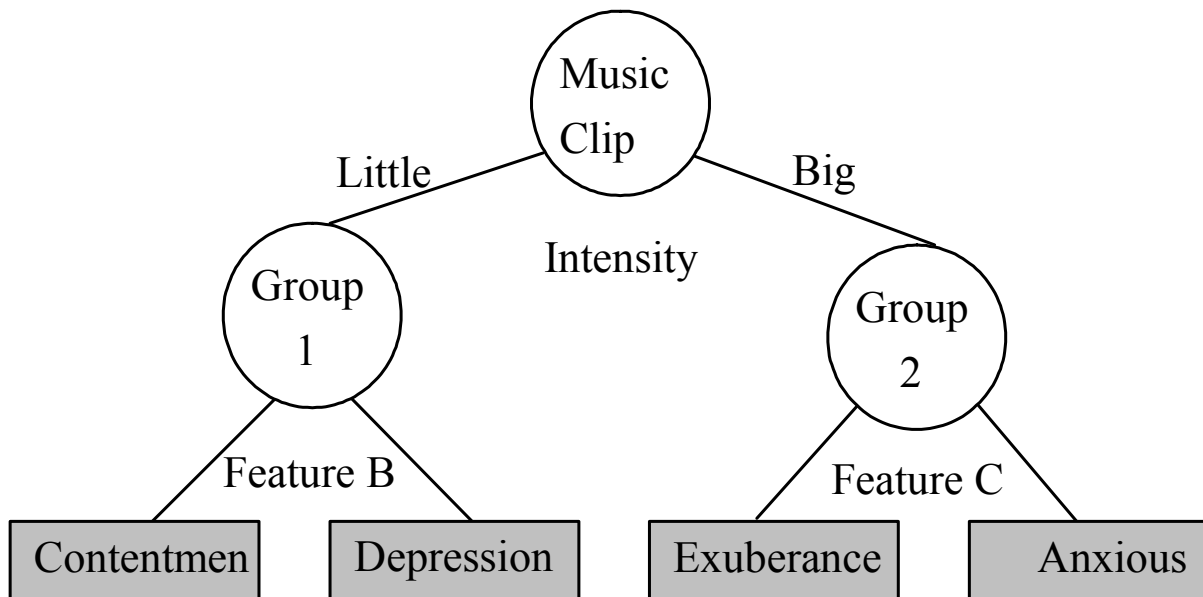 Music
Clip
Little
Big
Intensity
Group
1
Group
2
Feature B
Feature C
Contentmen
Depression
Exuberance
Anxious